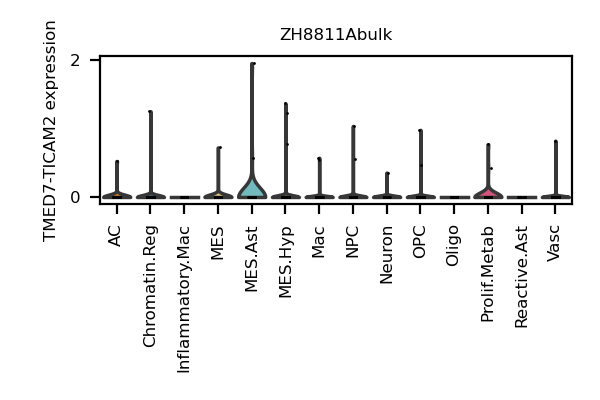 ZH8811Abulk
TMED7-TICAM2 expression
2
0
AC
Chromatin.Reg
Inflammatory.Mac
MES
MES.Ast
MES.Hyp
Mac
NPC
Neuron
OPC
Oligo
Prolif.Metab
Reactive.Ast
Vasc